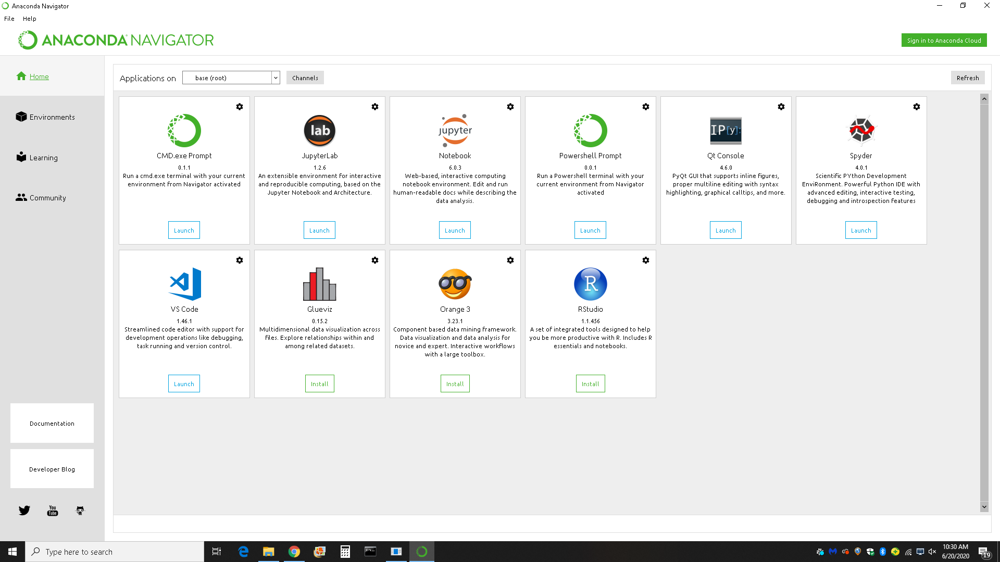 Anaconda Navigator
File Help
ANACONDA NAVIGATOR
Sign in to Anaconda Cloud
Home
Environments
Learning
Community
Documentation
Developer Blog
You
Tube
Applications on base (root) Channels Refresh
CMD.exe Prompt
0.1.1
Run a cmd.exe terminal with your current
environment from Navigator activated
Launch
lab
JupyterLab
1.2.6
An extensible environment for interactive
and reproducible computing, based on the
Jupyter Notebook and Architecture.
Launch
jupyter
Notebook
6.0.3
Web-based, interactive computing
notebook environment. Edit and run
human-readable docs while describing the
data analysis.
Launch
Powershell Prompt
0.0.1
Run a Powershell terminal with your
current environment from Navigator
activated
Launch
IP[y]:
Qt Console
4.6.0
PyQt GUI that supports inline figures,
proper multiline editing with syntax
highlighting, graphical calltips, and more.
Launch
Spyder
4.0.1
Scientific PYthon Development
EnviRonment. Powerful Python IDE with
advanced editing, interactive testing,
debugging and introspection features
Launch
VS Code
1.46.1
Streamlined code editor with support for
development operations like debugging,
task running and version control.
Launch
Glueviz
0.15.2
Multidimensional data visualization across
files. Explore relationships within and
among related datasets.
Install
Orange 3
3.23.1
Component based data mining framework.
Data visualization and data analysis for
novice and expert. Interactive workflows
with a large toolbox.
Install
R
RStudio
1.1.456
A set of integrated tools designed to help
you be more productive with R. Includes R
essentials and notebooks.
Install
Type here to search
10:30 AM
6/20/2020
19